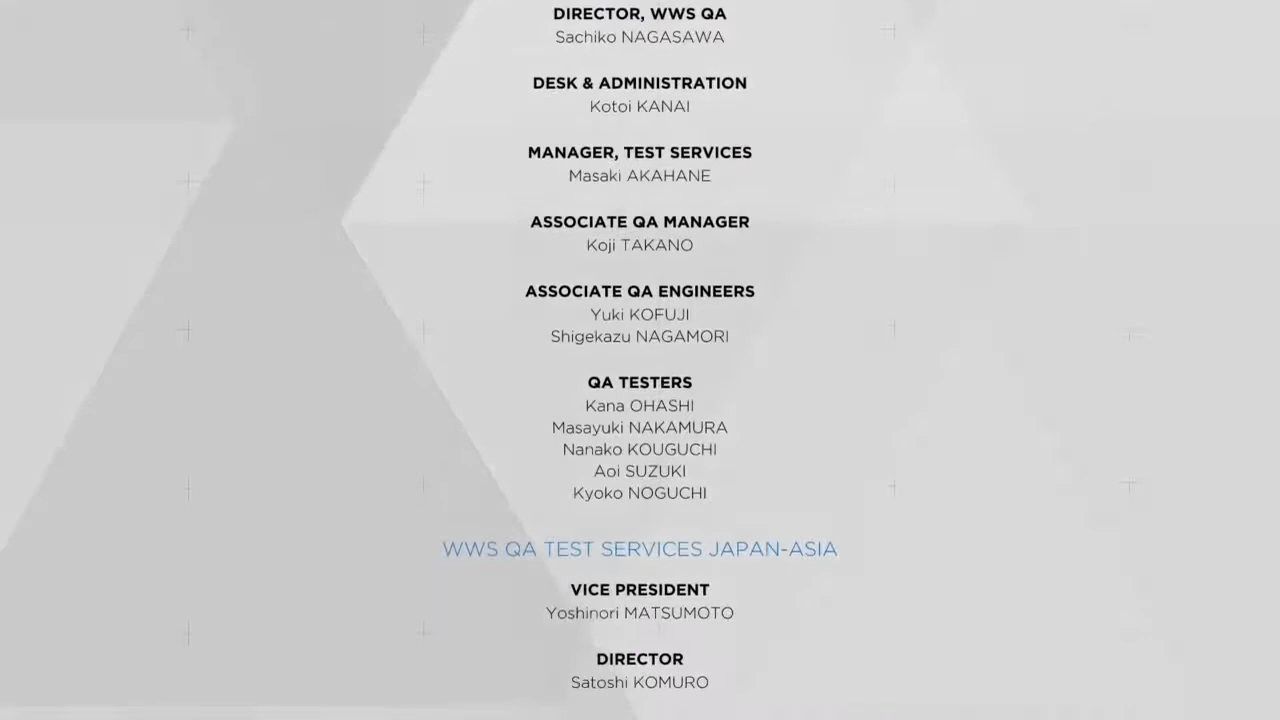 DIRECTOR, WWS QA
Sachiko NAGASAWA
DESK & ADMINISTRATION
Kotoi KANAI
MANAGER, TEST SERVICES
Masaki AKAHANE
ASSOCIATE QA MANAGER
Koji TAKANO
ASSOCIATE QA ENGINEERS
Yuki KOFUJI
Shigekazu NAGAMORI
QA TESTERS
Kana OHASHI
Masayuki NAKAMURA
Nanako KOUGUCHI
Aoi SUZUKI
Kyoko NOGUCHI
WWS QA TEST SERVICES JAPAN-ASIA
VICE PRESIDENT
Yoshinori MATSUMOTO
DIRECTOR
Satoshi KOMURO